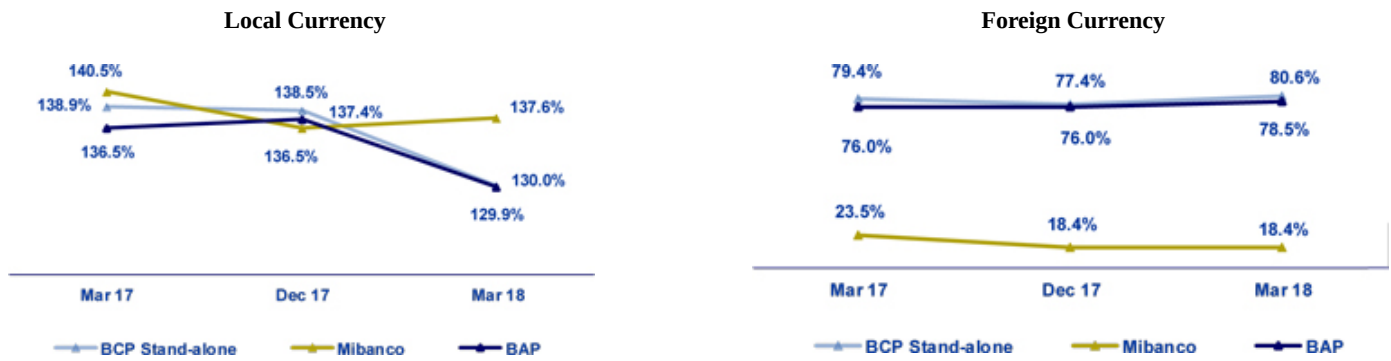 Local Currency
140.5%
138.9%
138.5%
137.4%
137.6%
136.5%
136.5%
130.0%
129.9%
Mar 17 Dec 17 Mar 18
BCP Stand-alone Mibanco BAP
Foreign Currency
79.4% 77.4% 80.6%
76.0% 76.0% 78.5%
23.5% 18.4% 18.4%
Mar 17 Dec 17 Mar 18
BCP Stand-alone Mibanco BAP